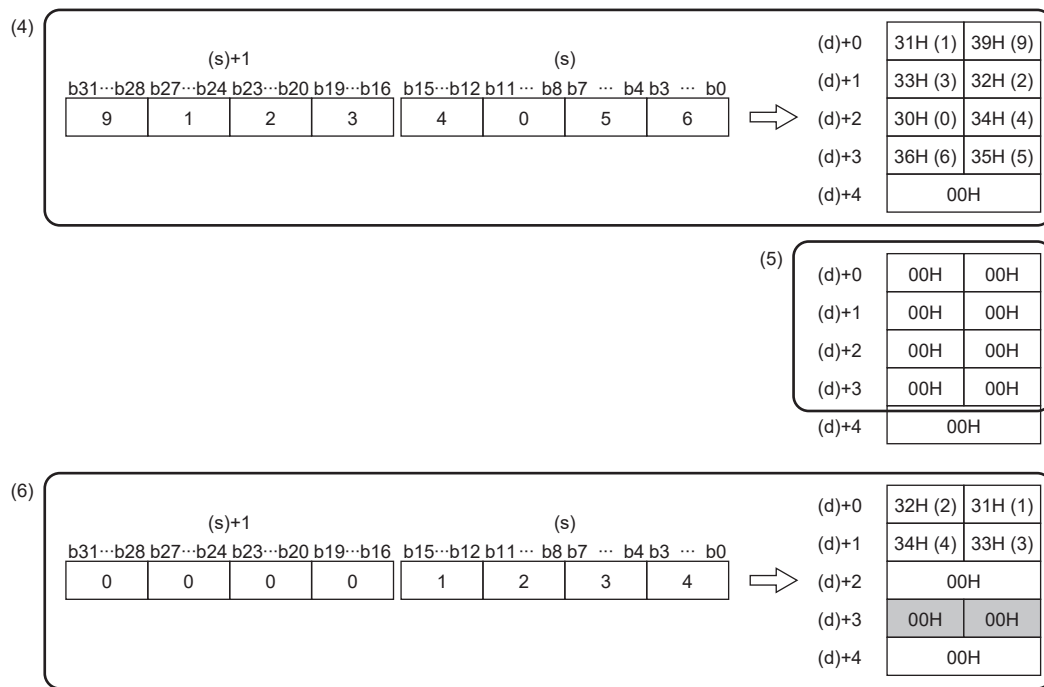 (4)
(s)+1 (s)
b31···b28 b27···b24 b23···b20 b19···b16 b15···b12 b11 ··· b8 b7 ··· b4 b3 ··· b0
9 1 2 3 4 0 5 6
(d)+0 31H (1) 39H (9)
(d)+1 33H (3) 32H (2)
(d)+2 30H (0) 34H (4)
(d)+3 36H (6) 35H (5)
(d)+4 00H
(5)
(d)+0 00H 00H
(d)+1 00H 00H
(d)+2 00H 00H
(d)+3 00H 00H
(d)+4 00H
(6)
(s)+1 (s)
b31···b28 b27···b24 b23···b20 b19···b16 b15···b12 b11 ··· b8 b7 ··· b4 b3 ··· b0
0 0 0 0 1 2 3 4
(d)+0 32H (2) 31H (1)
(d)+1 34H (4) 33H (3)
(d)+2 00H
(d)+3 00H 00H
(d)+4 00H